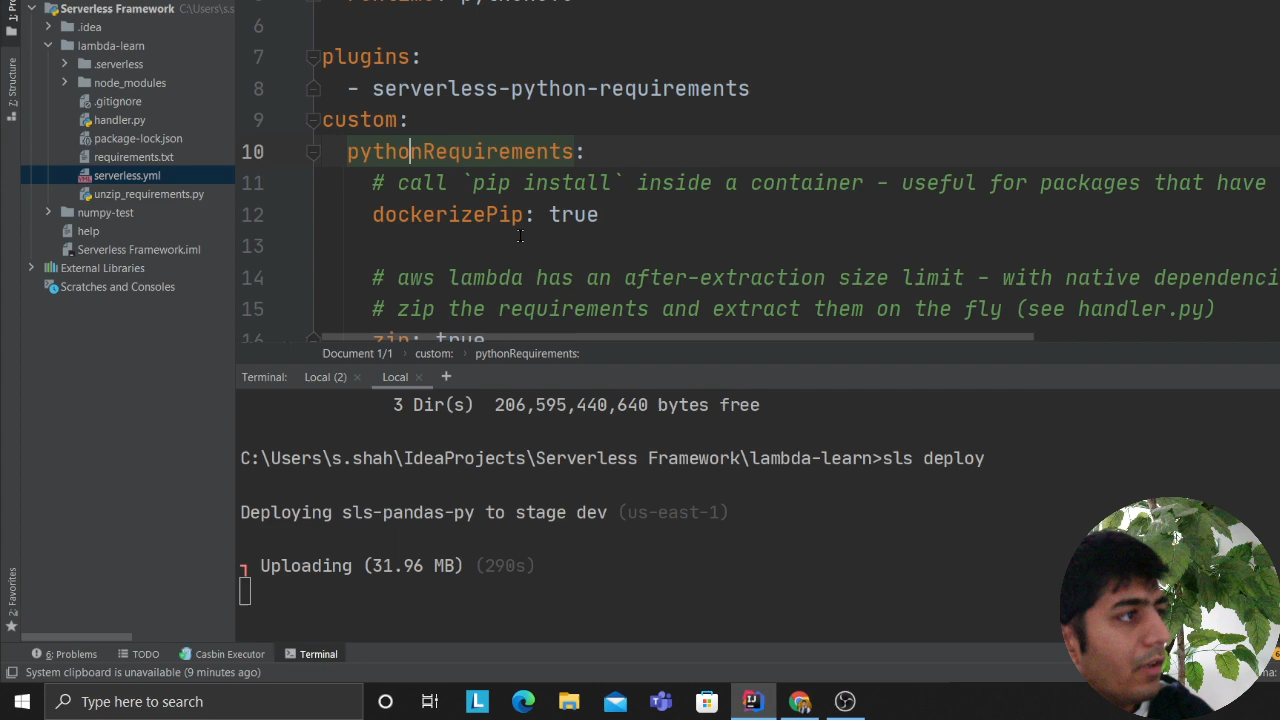 Serverless Framework C:\Users\s.s
.idea
lambda-learn
.serverless
node_modules
.gitignore
handler.py
package-lock.json
requirements.txt
serverless.yml
unzip_requirements.py
numpy-test
help
Serverless Framework.iml
External Libraries
Scratches and Consoles
Z: Structure
2: Favorites
6
7 plugins:
8 - serverless-python-requirements
9 custom:
10 pythonRequirements:
11 # call `pip install` inside a container - useful for packages that have
12 dockerizePip: true
13
14 # aws lambda has an after-extraction size limit - with native dependenci
15 # zip the requirements and extract them on the fly (see handler.py)
16 zip: true
Document 1/1 › custom: › pythonRequirements:
Terminal: Local (2) × Local × +
3 Dir(s) 206,595,440,640 bytes free
C:\Users\s.shah\IdeaProjects\Serverless Framework\lambda-learn>sls deploy
Deploying sls-pandas-py to stage dev (us-east-1)
Uploading (31.96 MB) (290s)
6: Problems TODO Casbin Executor Terminal
System clipboard is unavailable (9 minutes ago)
Type here to search